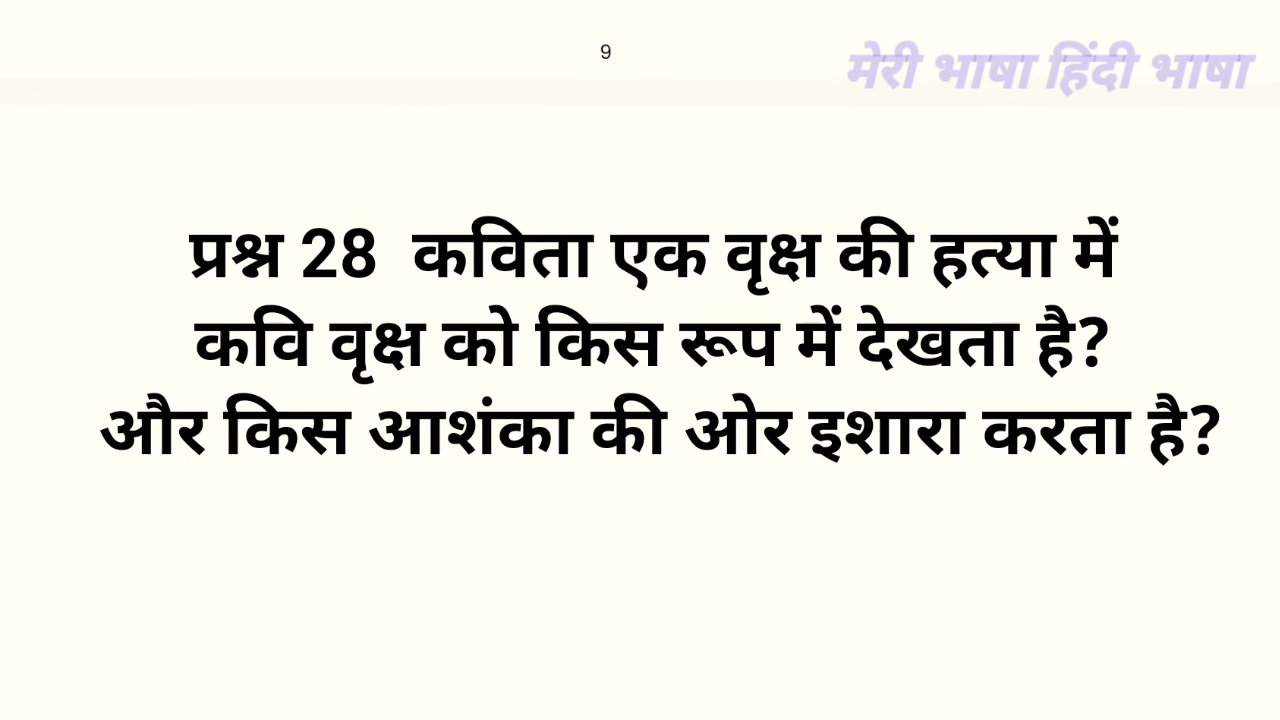 9
मेरी भाषा हिंदी भाषा
प्रश्न 28 कविता एक वृक्ष की हत्या में
कवि वृक्ष को किस रूप में देखता है?
और किस आशंका की ओर इशारा करता है?